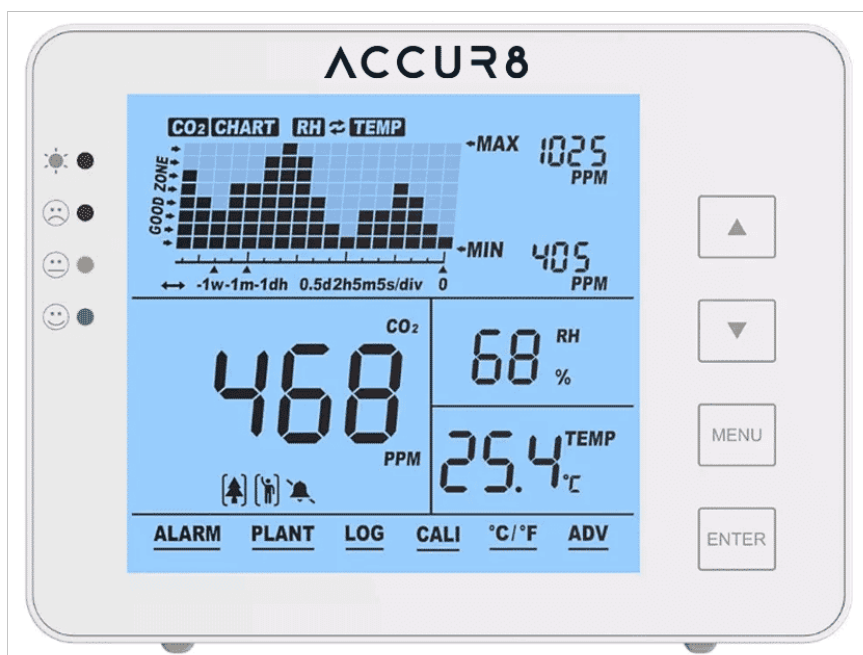 ACCUR8
CO2 CHART RH TEMP
GOOD ZONE
MAX 1025
PPM
MIN 405
PPM
-1w-1m-1dh 0.5d2h5m5s/div 0
CO2
468
PPM
68 RH
%
25.4 TEMP
°C
ALARM PLANT LOG CALI °C/°F ADV
MENU
ENTER